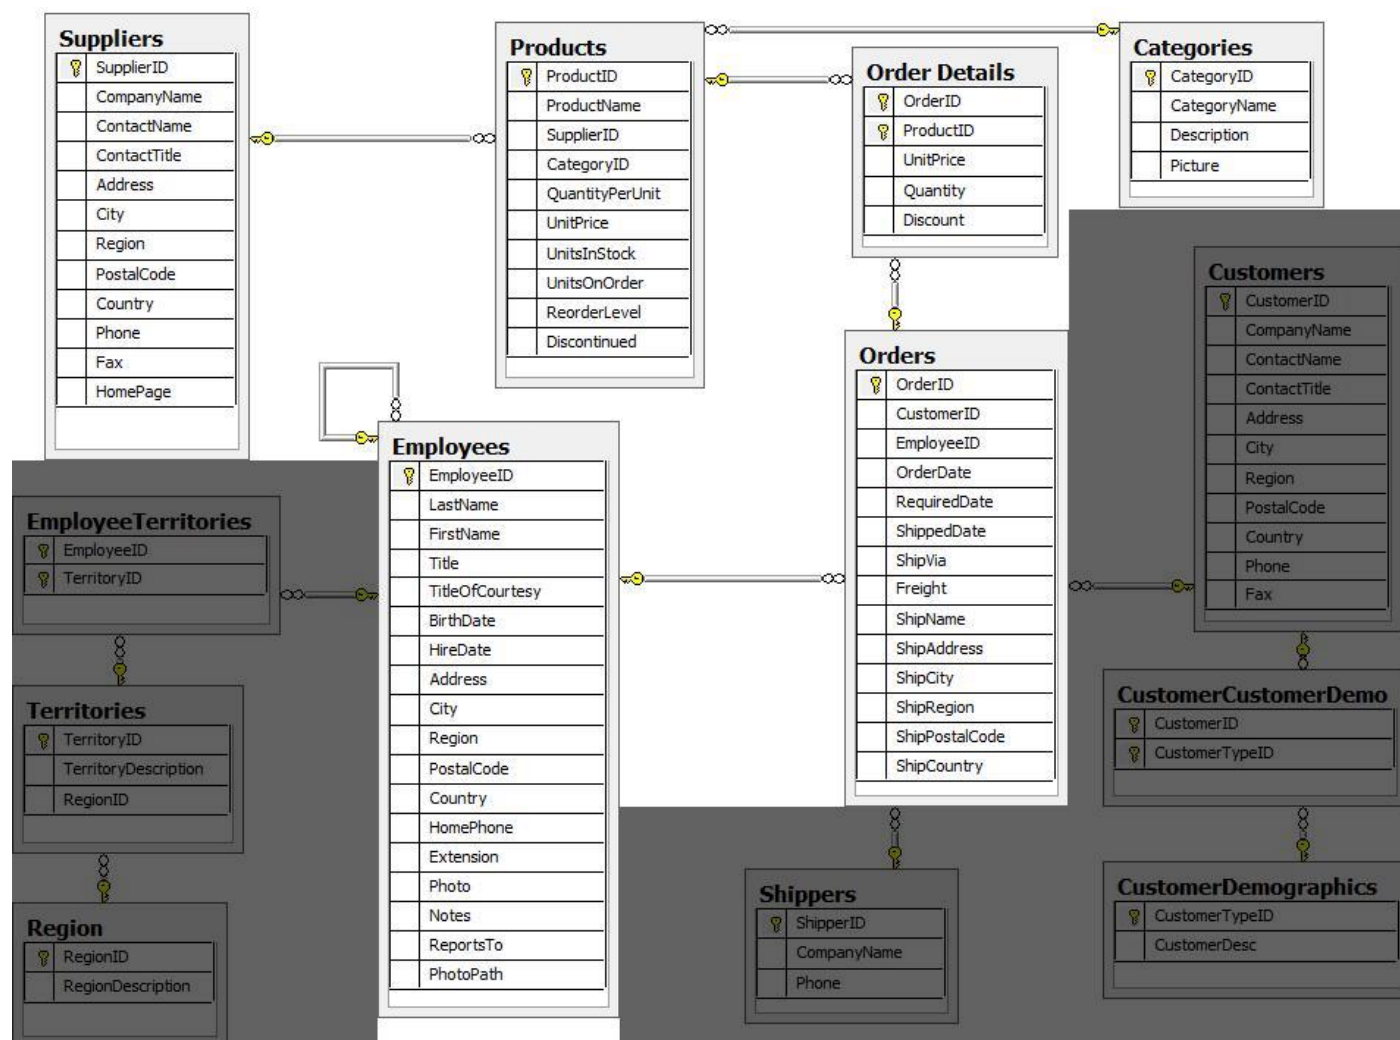 Suppliers
SupplierID
CompanyName
ContactName
ContactTitle
Address
City
Region
PostalCode
Country
Phone
Fax
HomePage
Products
ProductID
ProductName
SupplierID
CategoryID
QuantityPerUnit
UnitPrice
UnitsInStock
UnitsOnOrder
ReorderLevel
Discontinued
Order Details
OrderID
ProductID
UnitPrice
Quantity
Discount
Categories
CategoryID
CategoryName
Description
Picture
Employees
EmployeeID
LastName
FirstName
Title
TitleOfCourtesy
BirthDate
HireDate
Address
City
Region
PostalCode
Country
HomePhone
Extension
Photo
Notes
ReportsTo
PhotoPath
Orders
OrderID
CustomerID
EmployeeID
OrderDate
RequiredDate
ShippedDate
ShipVia
Freight
ShipName
ShipAddress
ShipCity
ShipRegion
ShipPostalCode
ShipCountry
Customers
CustomerID
CompanyName
ContactName
ContactTitle
Address
City
Region
PostalCode
Country
Phone
Fax
EmployeeTerritories
EmployeeID
TerritoryID
Territories
TerritoryID
TerritoryDescription
RegionID
Region
RegionID
RegionDescription
Shippers
ShipperID
CompanyName
Phone
CustomerCustomerDemo
CustomerID
CustomerTypeID
CustomerDemographics
CustomerTypeID
CustomerDesc